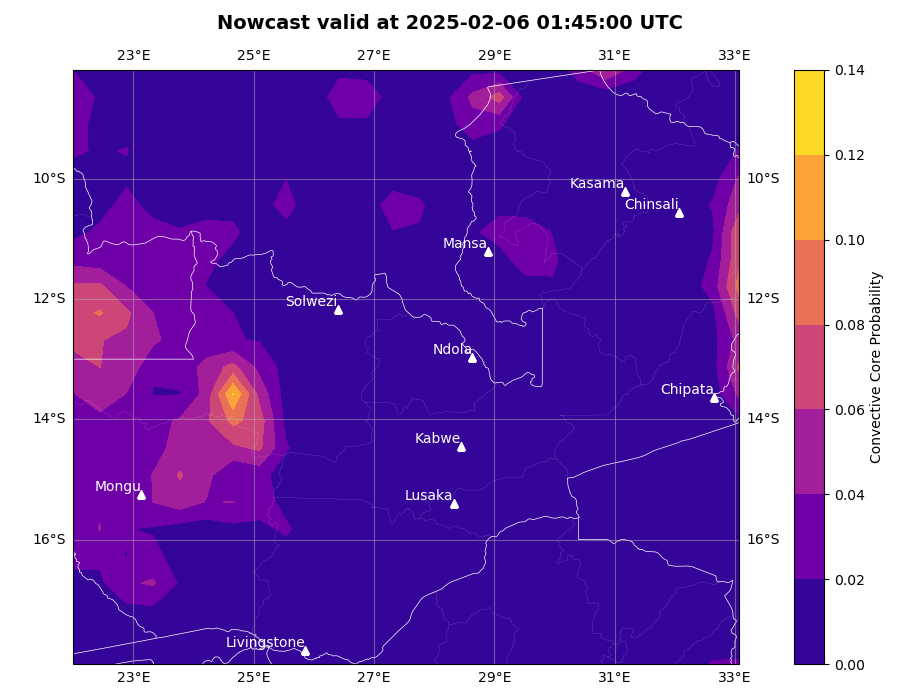 Nowcast valid at 2025-02-06 01:45:00 UTC
23°E 25°E 27°E 29°E 31°E 33°E
0.14
0.12
10°S 10°S
Kasama
Chinsali
0.10
Mansa
12°S 12°S
Solwezi
0.08
Ndola
Convective Core Probability
Chipata
0.06
14°S 14°S
Kabwe
Mongu
Lusaka
0.04
16°S 16°S
0.02
Livingstone
0.00
23°E 25°E 27°E 29°E 31°E 33°E